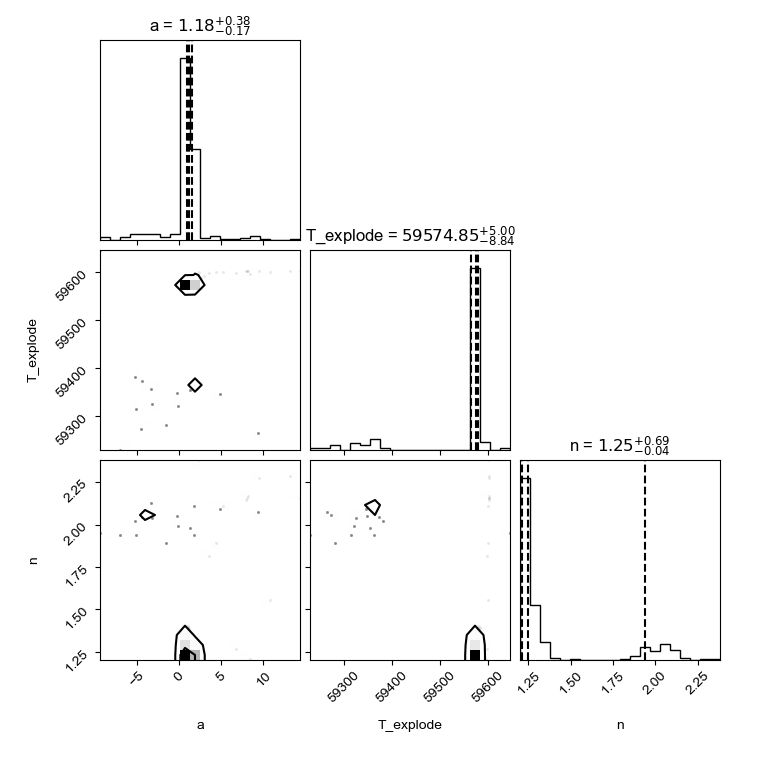 a = 1.18+0.38−0.17
T_explode = 59574.85+5.00−8.84
59600
59500
59400
59300
T_explode
n = 1.25+0.69−0.04
2.25
2.00
1.75
1.50
1.25
n
−5 0 5 10
59300 59400 59500 59600
1.25 1.50 1.75 2.00 2.25
a T_explode n